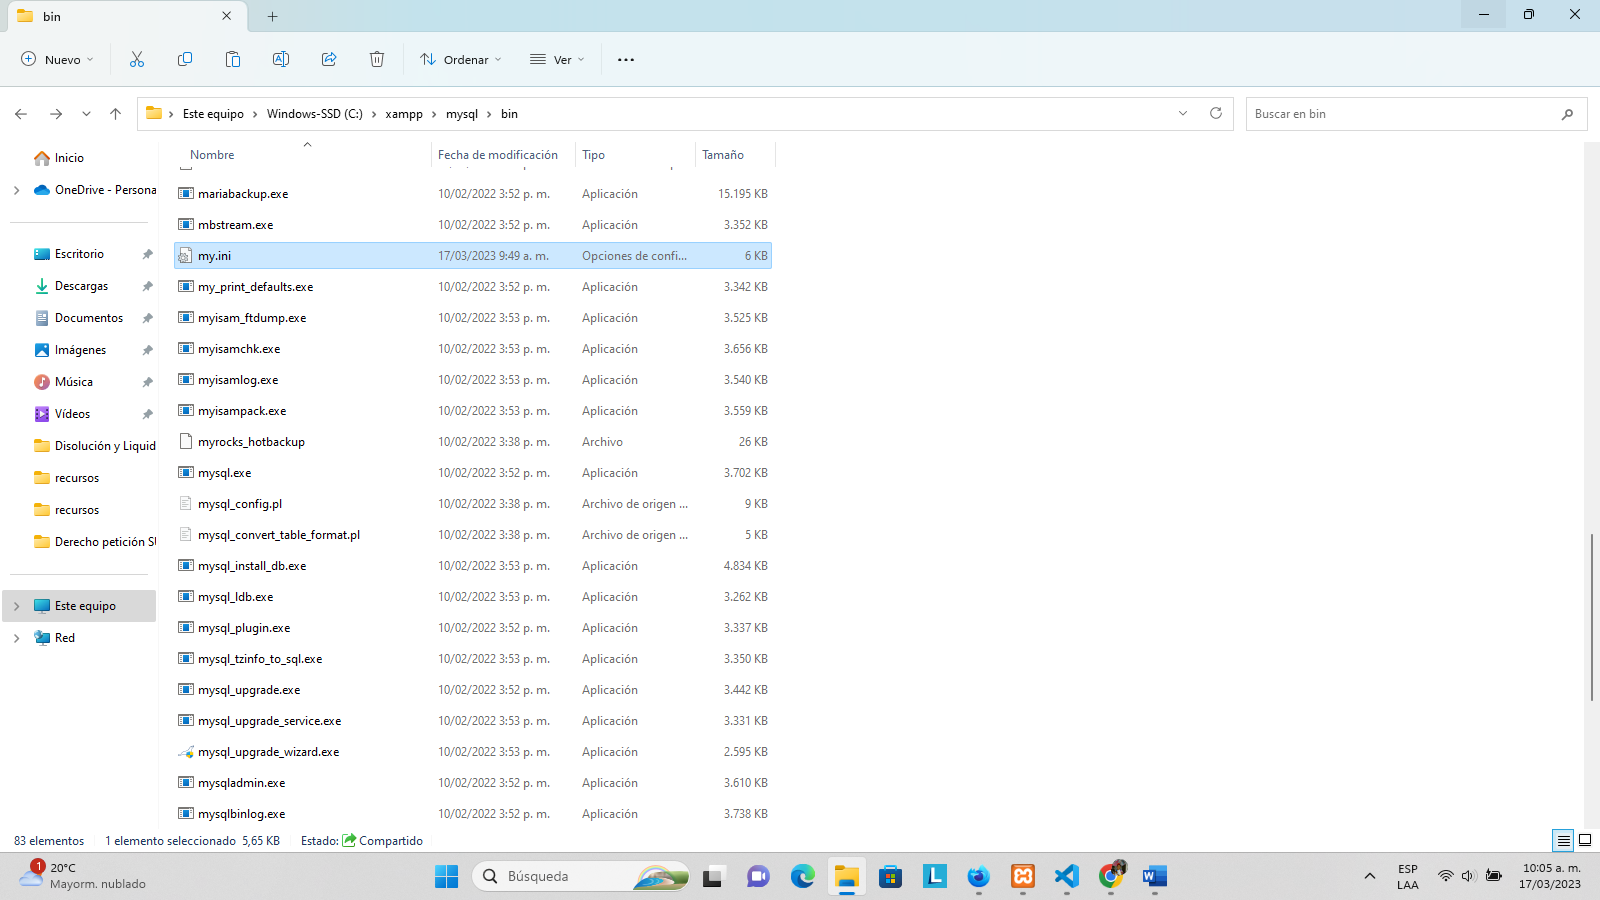 bin
Nuevo
Ordenar
Ver
Este equipo > Windows-SSD (C:) > xampp > mysql > bin
Buscar en bin
Inicio
OneDrive - Persona
Escritorio
Descargas
Documentos
Imágenes
Música
Vídeos
Disolución y Liquid
recursos
recursos
Derecho petición SU
Este equipo
Red
Nombre Fecha de modificación Tipo Tamaño
mariabackup.exe 10/02/2022 3:52 p. m. Aplicación 15.195 KB
mbstream.exe 10/02/2022 3:52 p. m. Aplicación 3.352 KB
my.ini 17/03/2023 9:49 a. m. Opciones de confi... 6 KB
my_print_defaults.exe 10/02/2022 3:52 p. m. Aplicación 3.342 KB
myisam_ftdump.exe 10/02/2022 3:53 p. m. Aplicación 3.525 KB
myisamchk.exe 10/02/2022 3:53 p. m. Aplicación 3.656 KB
myisamlog.exe 10/02/2022 3:53 p. m. Aplicación 3.540 KB
myisampack.exe 10/02/2022 3:53 p. m. Aplicación 3.559 KB
myrocks_hotbackup 10/02/2022 3:38 p. m. Archivo 26 KB
mysql.exe 10/02/2022 3:52 p. m. Aplicación 3.702 KB
mysql_config.pl 10/02/2022 3:38 p. m. Archivo de origen ... 9 KB
mysql_convert_table_format.pl 10/02/2022 3:38 p. m. Archivo de origen ... 5 KB
mysql_install_db.exe 10/02/2022 3:53 p. m. Aplicación 4.834 KB
mysql_ldb.exe 10/02/2022 3:53 p. m. Aplicación 3.262 KB
mysql_plugin.exe 10/02/2022 3:52 p. m. Aplicación 3.337 KB
mysql_tzinfo_to_sql.exe 10/02/2022 3:53 p. m. Aplicación 3.350 KB
mysql_upgrade.exe 10/02/2022 3:52 p. m. Aplicación 3.442 KB
mysql_upgrade_service.exe 10/02/2022 3:53 p. m. Aplicación 3.331 KB
mysql_upgrade_wizard.exe 10/02/2022 3:53 p. m. Aplicación 2.595 KB
mysqladmin.exe 10/02/2022 3:52 p. m. Aplicación 3.610 KB
mysqlbinlog.exe 10/02/2022 3:52 p. m. Aplicación 3.738 KB
83 elementos 1 elemento seleccionado 5,65 KB Estado: Compartido
1
20°C
Mayorm. nublado
Búsqueda
ESP
LAA
10:05 a. m.
17/03/2023